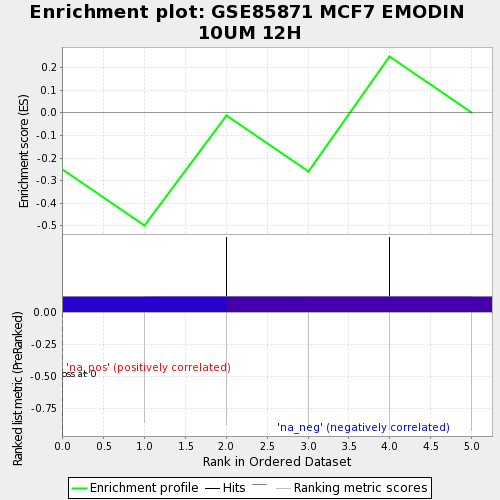 Enrichment plot: GSE85871 MCF7 EMODIN
10UM 12H
Enrichment score (ES)
0.2
0.1
0.0
-0.1
-0.2
-0.3
-0.4
-0.5
Ranked list metric (PreRanked)
0.00
-0.25
-0.50
-0.75
'na_pos' (positively correlated)
'na_neg' (negatively correlated)
0.0 0.5 1.0 1.5 2.0 2.5 3.0 3.5 4.0 4.5 5.0
Rank in Ordered Dataset
Enrichment profile Hits Ranking metric scores